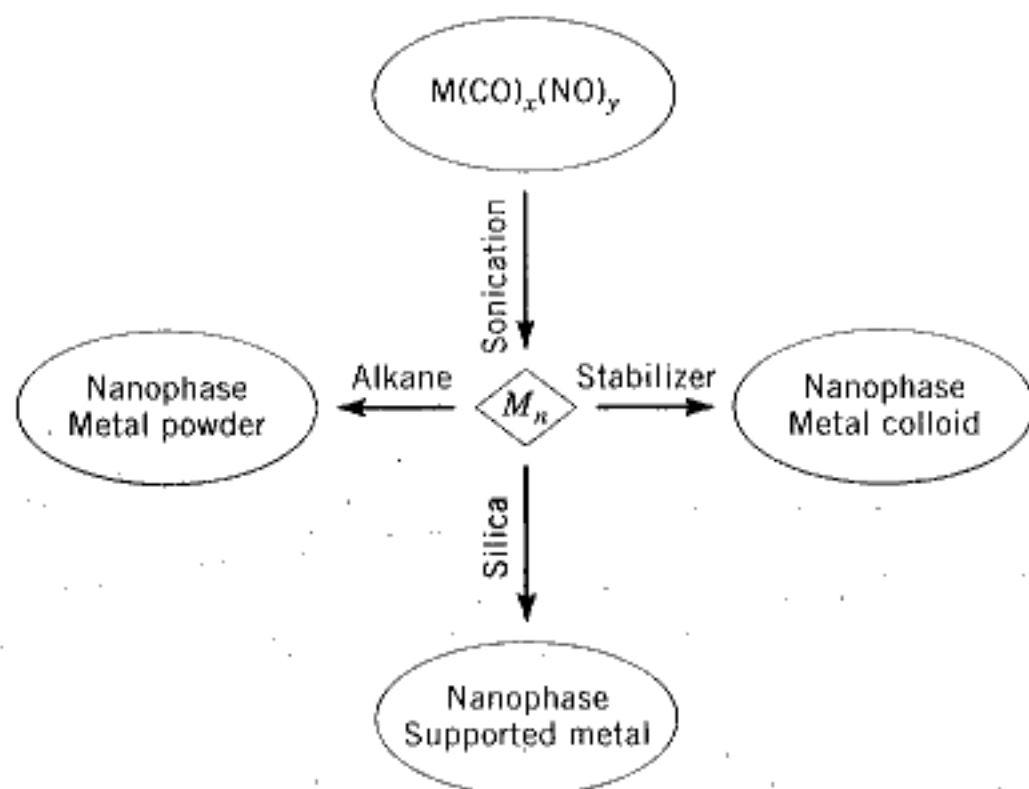 M(CO)ₓ(NO)ᵧ
Sonication
Nanophase
Metal powder
Alkane
Mₙ
Stabilizer
Nanophase
Metal colloid
Silica
Nanophase
Supported metal